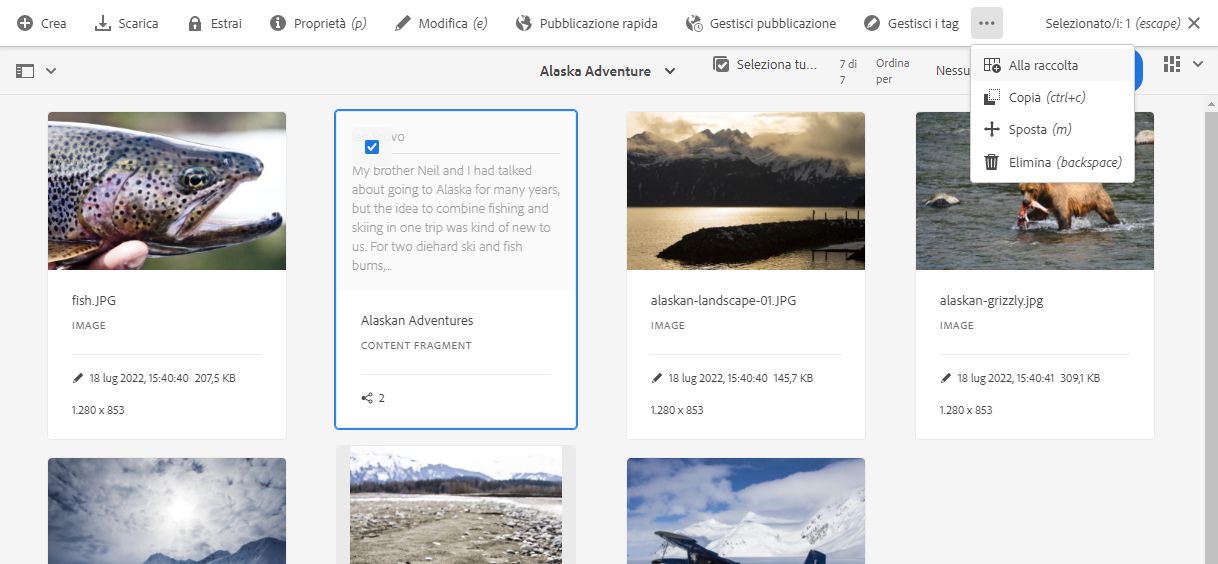 Crea Scarica Estrai Proprietà (p) Modifica (e) Pubblicazione rapida Gestisci pubblicazione Gestisci i tag Selezionato/i: 1 (escape)
Alaska Adventure Seleziona tu... 7 di 7 Ordina per Nessu
Alla raccolta
Copia (ctrl+c)
Sposta (m)
Elimina (backspace)
My brother Neil and I had talked
about going to Alaska for many years,
but the idea to combine fishing and
skiing in one trip was kind of new to
us. For two diehard ski and fish
bums,...
fish.JPG
IMAGE
18 lug 2022, 15:40:40 207,5 KB
1.280 x 853
Alaskan Adventures
CONTENT FRAGMENT
2
alaskan-landscape-01.JPG
IMAGE
18 lug 2022, 15:40:40 145,7 KB
1.280 x 853
alaskan-grizzly.jpg
IMAGE
18 lug 2022, 15:40:41 309,1 KB
1.280 x 853